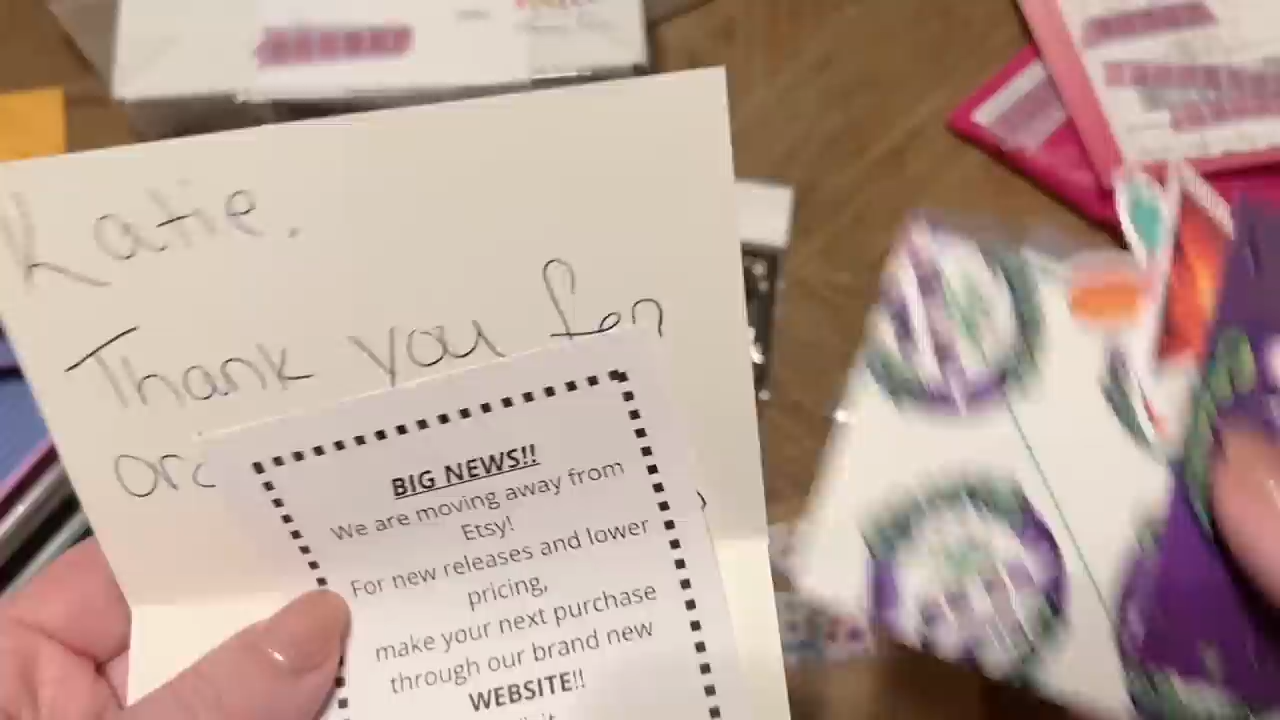 Katie.
Thank you for
BIG NEWS!!
We are moving away from
Etsy!
For new releases and lower
pricing,
make your next purchase
through our brand new
WEBSITE!!